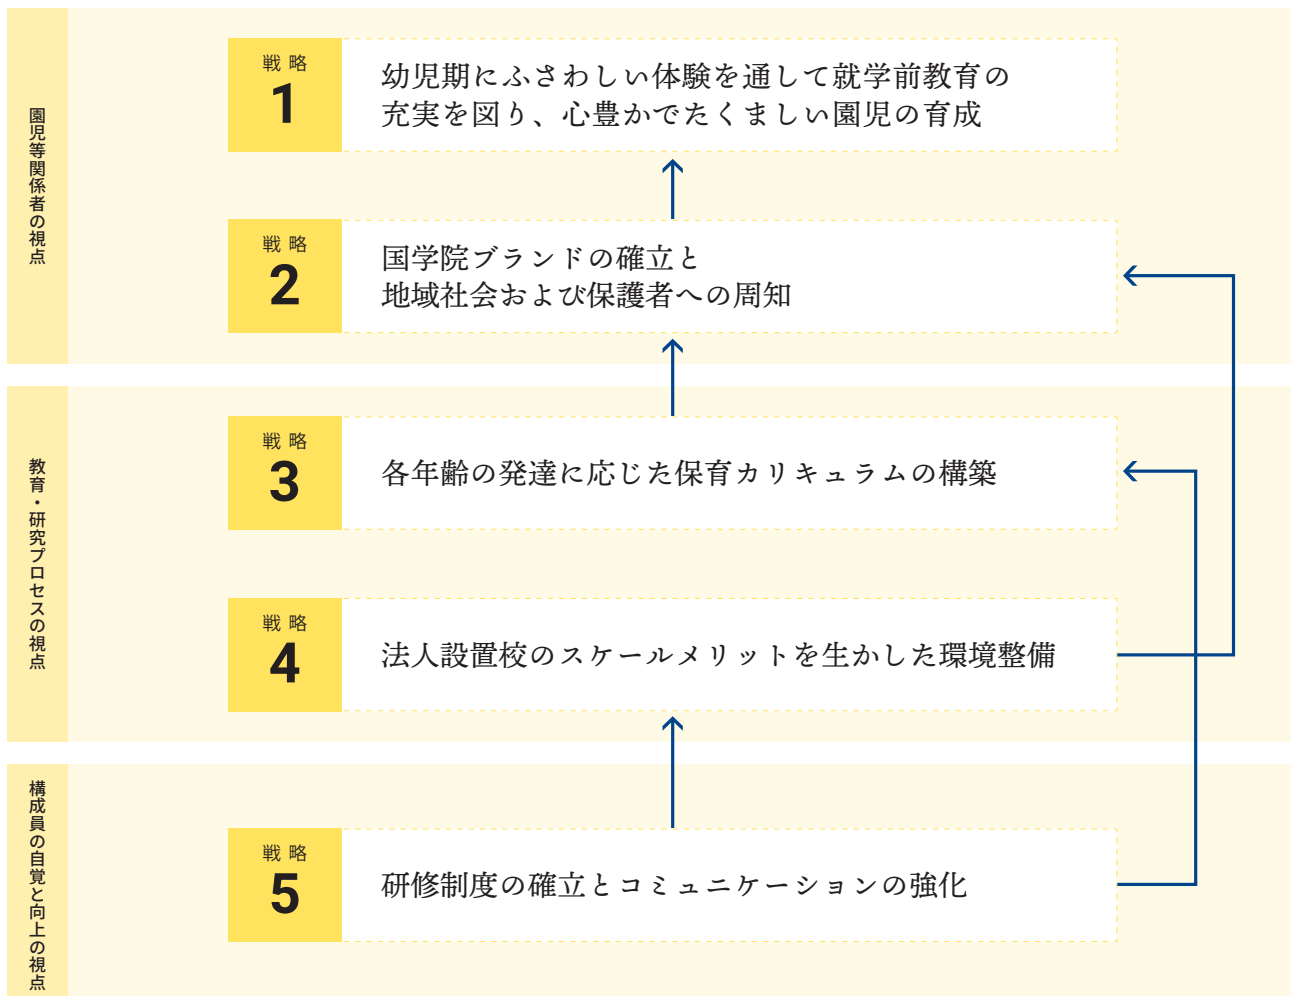 園児等関係者の視点
戦略
1
幼児期にふさわしい体験を通して就学前教育の
充実を図り、心豊かでたくましい園児の育成
戦略
2
国学院ブランドの確立と
地域社会および保護者への周知
教育・研究プロセスの視点
戦略
3
各年齢の発達に応じた保育カリキュラムの構築
戦略
4
法人設置校のスケールメリットを生かした環境整備
構成員の自覚と向上の視点
戦略
5
研修制度の確立とコミュニケーションの強化